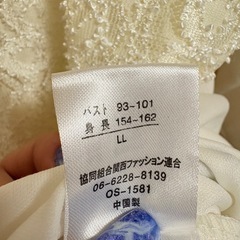 バスト 93-101
身長 154-162
LL
協同組合関西ファッション連合
06-6228-8139
OS-1581
中国製